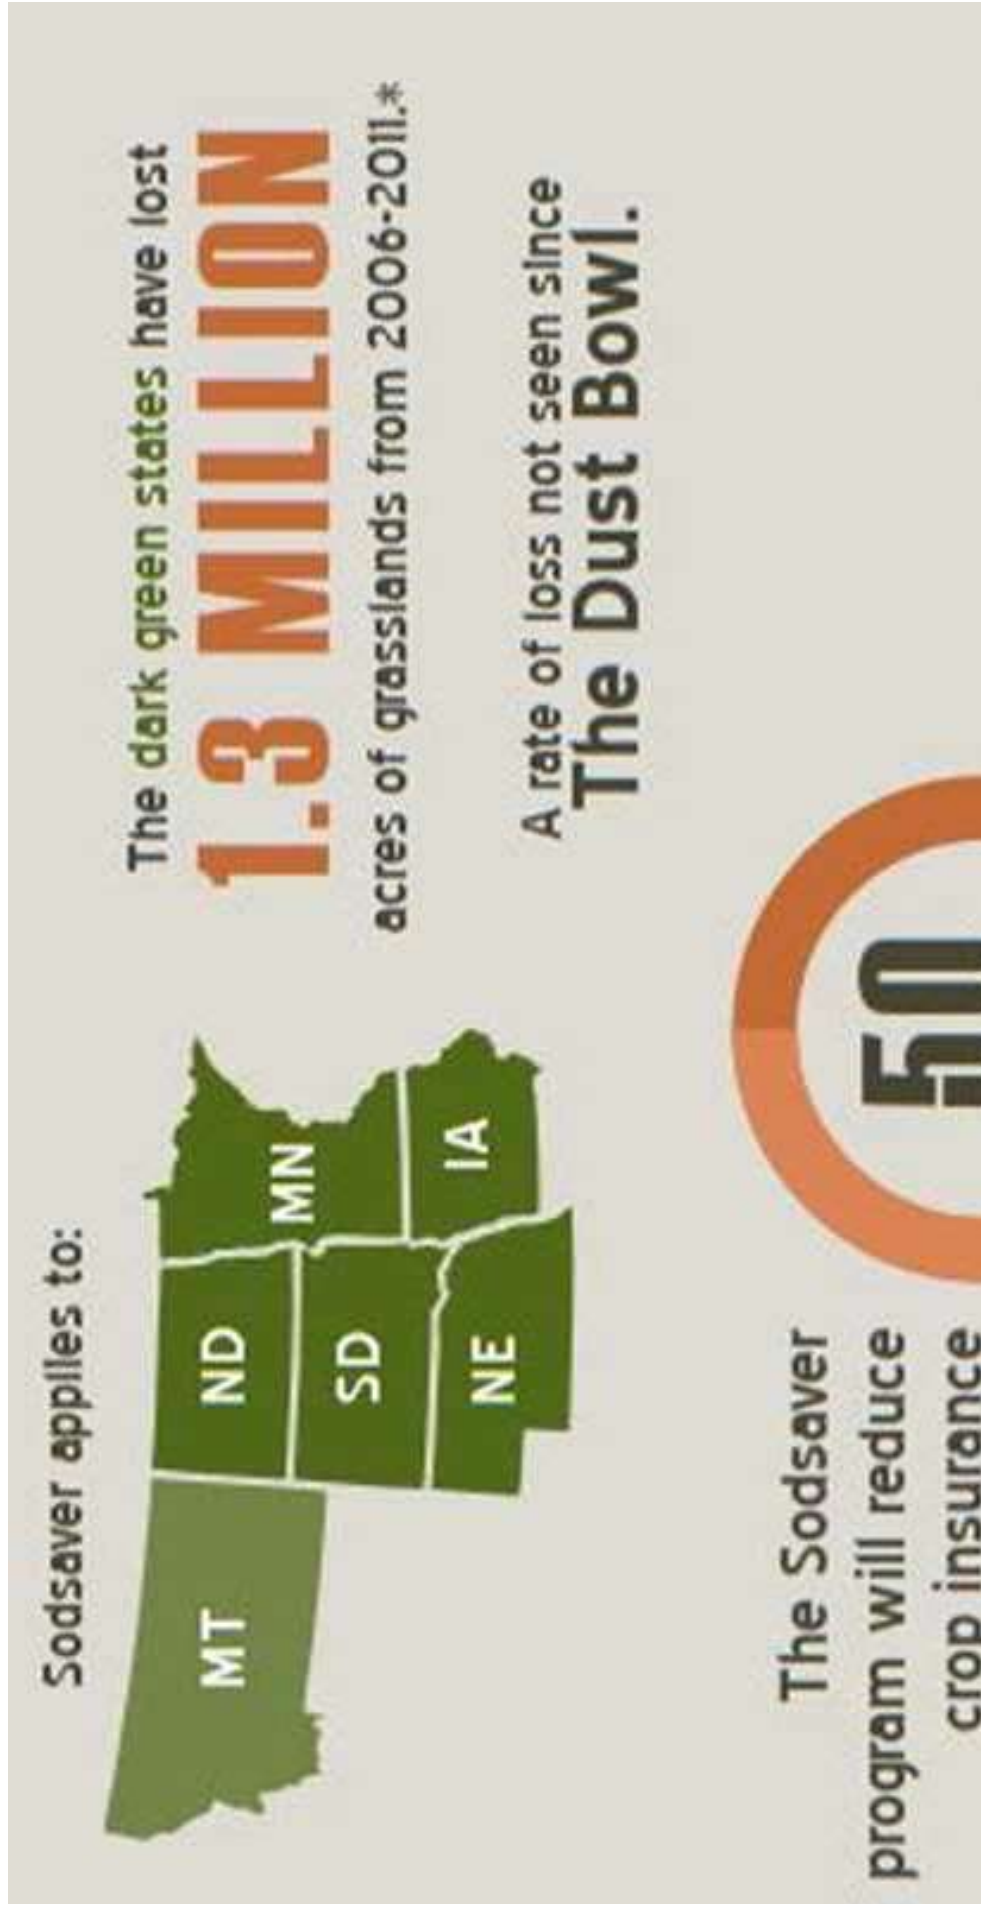 Sodsaver applies to:
MT
ND
MN
SD
IA
NE
The dark green states have lost
1.3 MILLION
acres of grasslands from 2006-2011.*
A rate of loss not seen since
The Dust Bowl.
The Sodsaver
program will reduce
crop insurance
50